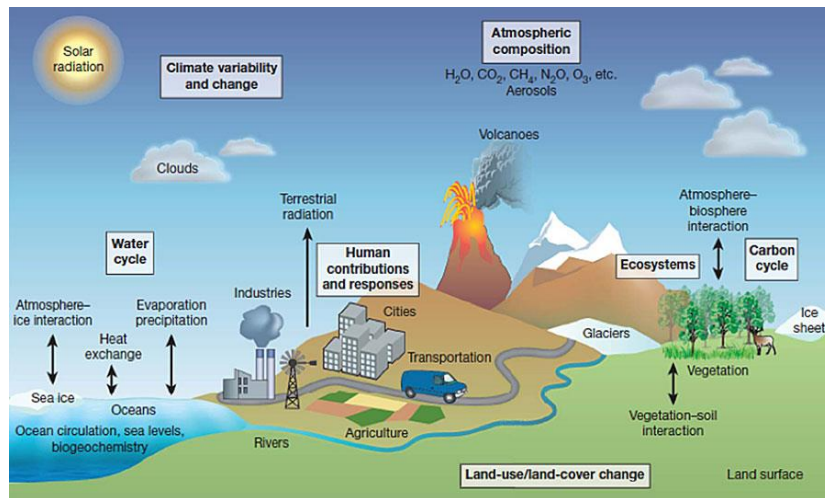 Solar
radiation
Climate variability
and change
Atmospheric
composition
H₂O, CO₂, CH₄, N₂O, O₃, etc.
Aerosols
Volcanoes
Clouds
Terrestrial
radiation
Atmosphere–
biosphere
interaction
Water
cycle
Human
contributions
and responses
Ecosystems
Carbon
cycle
Atmosphere–
ice interaction
Evaporation
precipitation
Heat
exchange
Industries
Cities
Transportation
Glaciers
Ice
sheet
Vegetation
Sea ice
Oceans
Ocean circulation, sea levels,
biogeochemistry
Rivers
Agriculture
Vegetation–soil
interaction
Land-use/land-cover change
Land surface